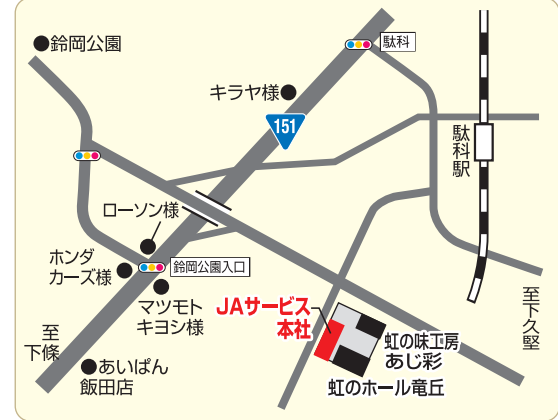 鈴岡公園
駄科
キラヤ様
151
駄科駅
ローソン様
ホンダ
カーズ様
鈴岡公園入口
マツモト
キヨシ様
JAサービス
本社
至下久堅
至
下條
虹の味工房
あじ彩
あいぱん
飯田店
虹のホール竜丘